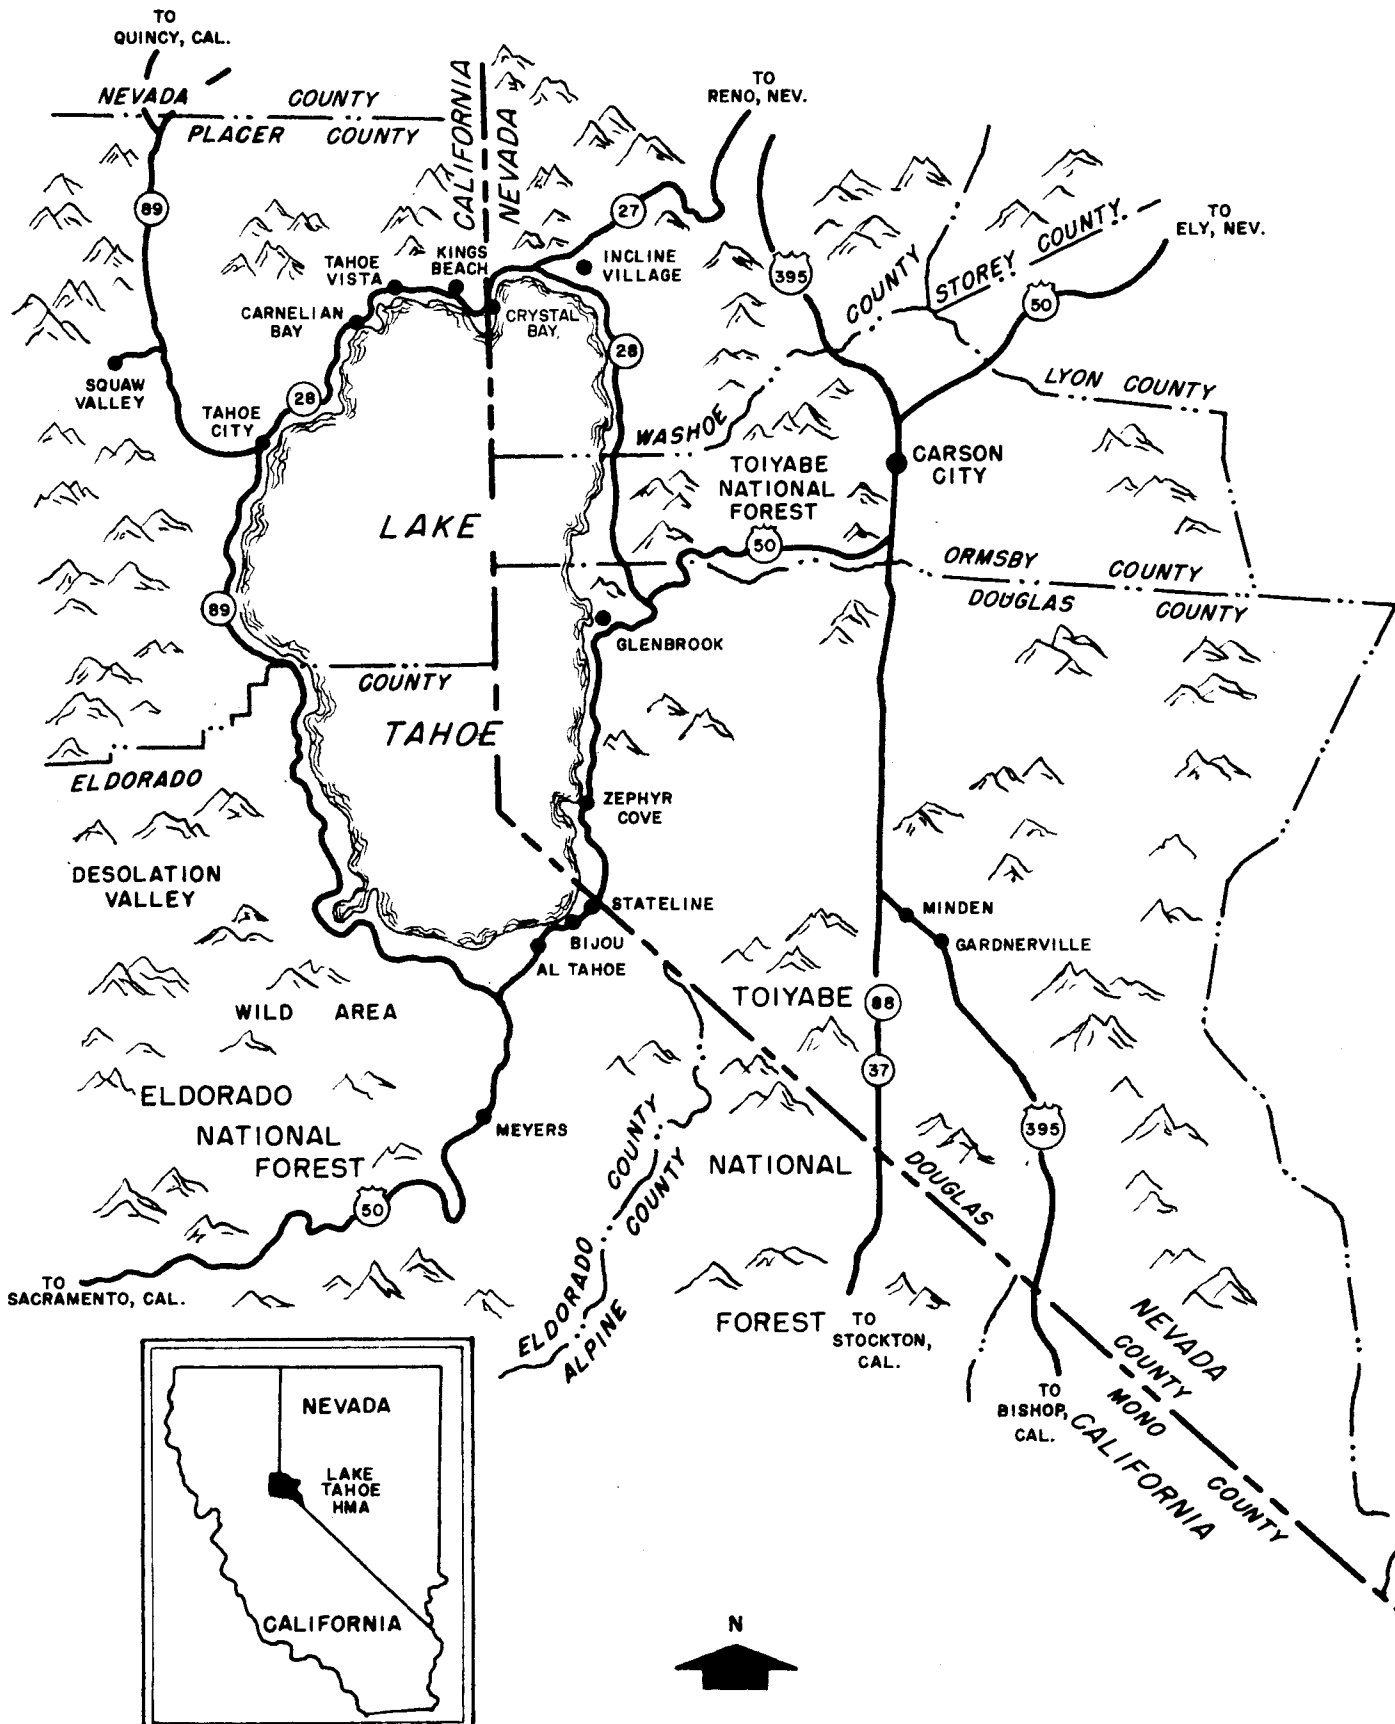 TO
QUINCY, CAL.
NEVADA COUNTY
PLACER COUNTY
CALIFORNIA
NEVADA
TO
RENO, NEV.
89
27
TO
ELY, NEV.
KINGS
BEACH
TAHOE
VISTA
INCLINE
VILLAGE
395
COUNTY
STOREY COUNTY
50
CARNELIAN
BAY
CRYSTAL
BAY
28
SQUAW
VALLEY
28
TAHOE
CITY
LYON COUNTY
WASHOE
TOIYABE
NATIONAL
FOREST
CARSON
CITY
LAKE
50
ORMSBY COUNTY
DOUGLAS COUNTY
89
GLENBROOK
COUNTY
TAHOE
ELDORADO
ZEPHYR
COVE
DESOLATION
VALLEY
STATELINE
MINDEN
BIJOU
GARDNERVILLE
AL TAHOE
WILD AREA
TOIYABE
88
37
ELDORADO
NATIONAL
FOREST
MEYERS
395
COUNTY
COUNTY
NATIONAL
DOUGLAS
50
TO
SACRAMENTO, CAL.
ELDORADO
ALPINE
FOREST
TO
STOCKTON,
CAL.
NEVADA
COUNTY
MONO
COUNTY
CALIFORNIA
TO
BISHOP,
CAL.
NEVADA
LAKE
TAHOE
HMA
CALIFORNIA
N